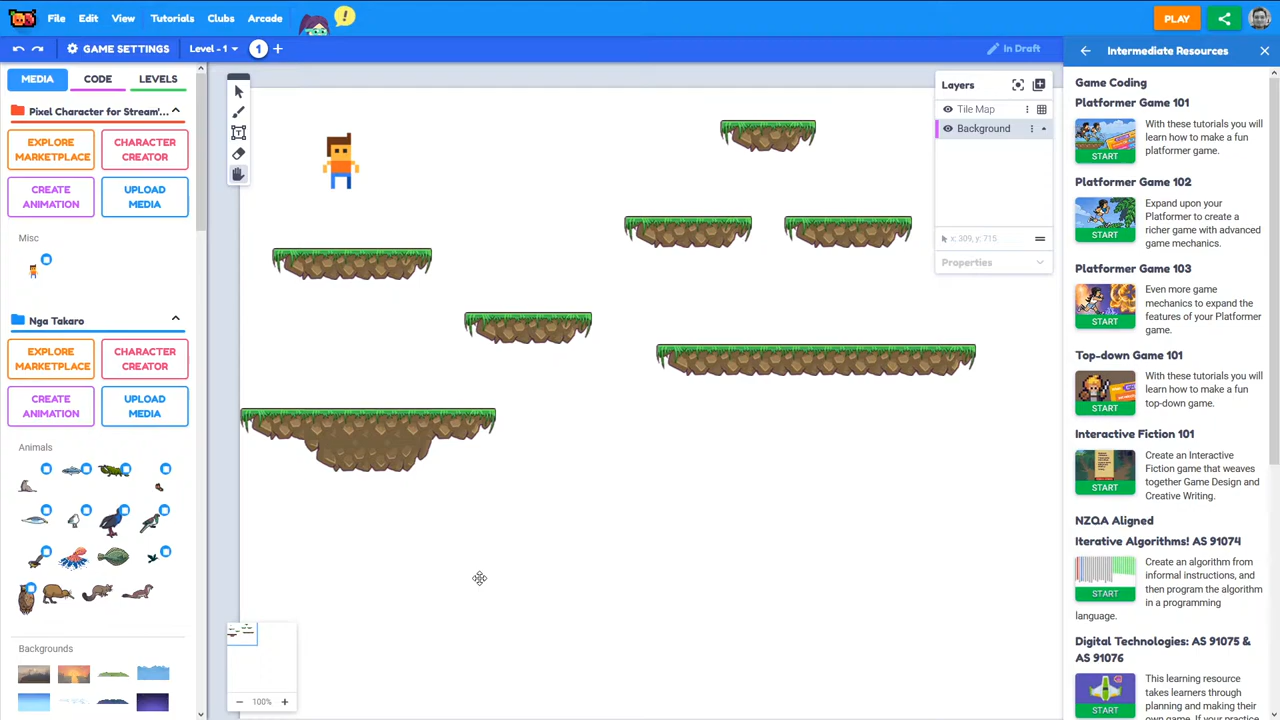 File Edit View Tutorials Clubs Arcade
PLAY
GAME SETTINGS Level - 1 1 In Draft
Intermediate Resources
MEDIA CODE LEVELS
Pixel Character for Stream'...
EXPLORE
MARKETPLACE
CHARACTER
CREATOR
CREATE
ANIMATION
UPLOAD
MEDIA
Misc
Nga Takaro
EXPLORE
MARKETPLACE
CHARACTER
CREATOR
CREATE
ANIMATION
UPLOAD
MEDIA
Animals
Backgrounds
100%
Layers
Tile Map
Background
x: 309, y: 715
Properties
Game Coding
Platformer Game 101
With these tutorials you will
learn how to make a fun
platformer game.
START
Platformer Game 102
Expand upon your
Platformer to create a
richer game with advanced
game mechanics.
START
Platformer Game 103
Even more game
mechanics to expand the
features of your Platformer
game.
START
Top-down Game 101
With these tutorials you will
learn how to make a fun
top-down game.
START
Interactive Fiction 101
Create an Interactive
Fiction game that weaves
together Game Design and
Creative Writing.
START
NZQA Aligned
Iterative Algorithms! AS 91074
Create an algorithm from
informal instructions, and
then program the algorithm
in a programming
language.
START
Digital Technologies: AS 91075 &
AS 91076
This learning resource
takes learners through
planning and making their
own game. If your practice
START